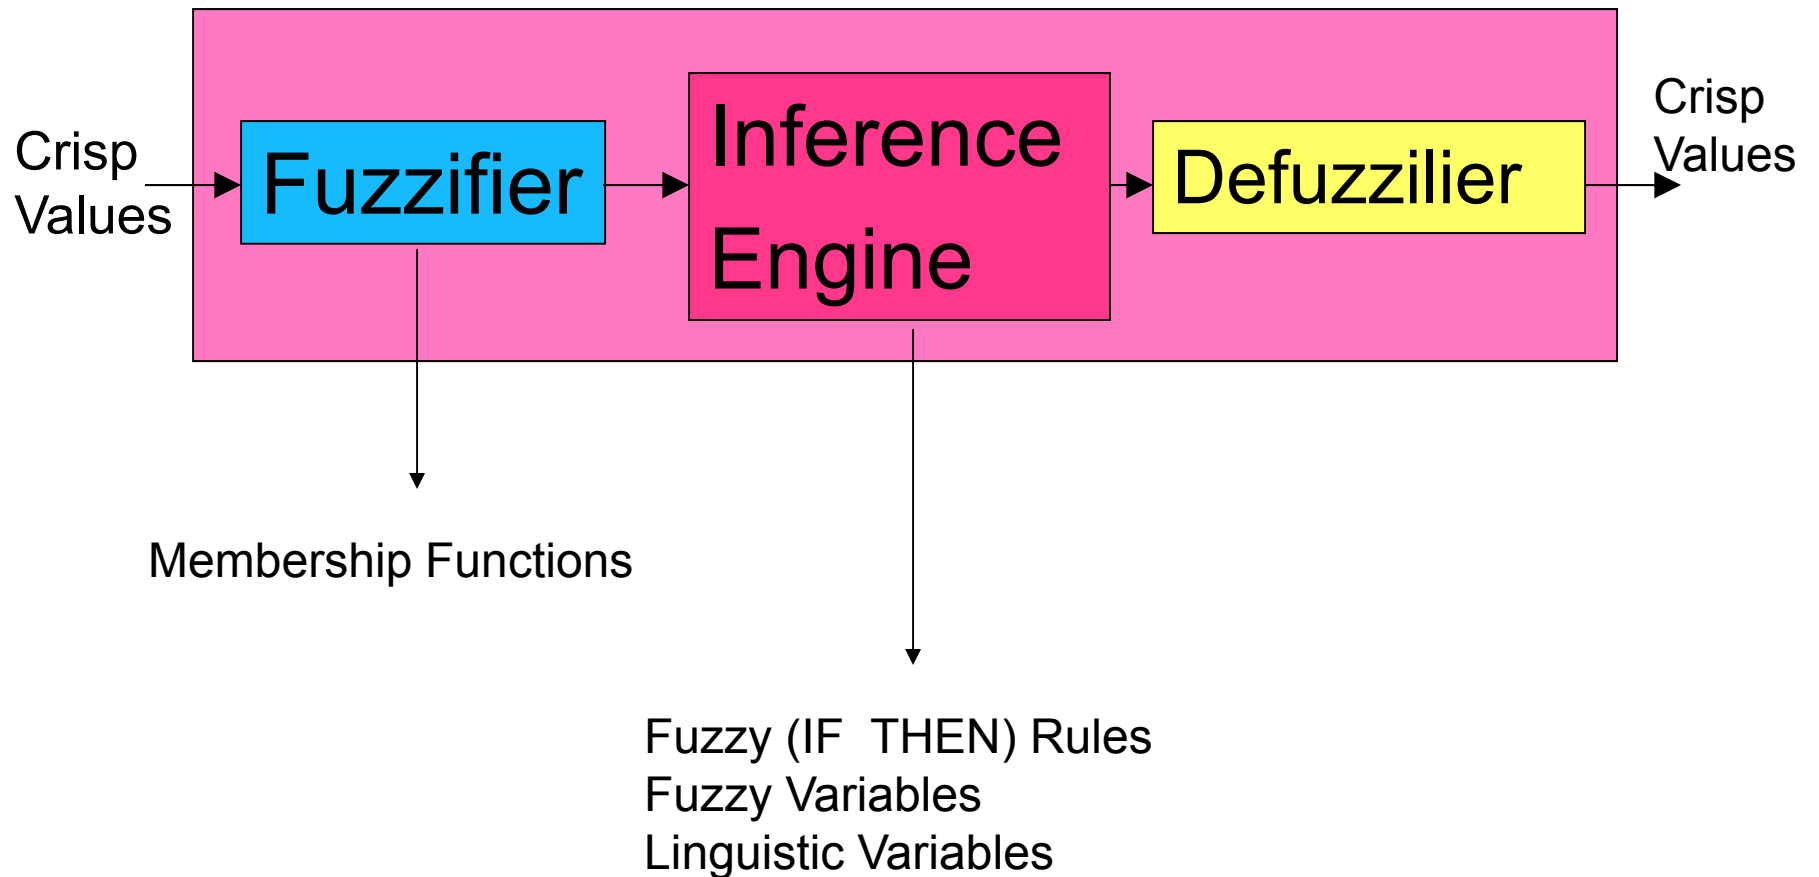 Crisp
Values
Fuzzifier
Inference
Engine
Defuzzilier
Crisp
Values
Membership Functions
Fuzzy (IF  THEN) Rules
Fuzzy Variables
Linguistic Variables